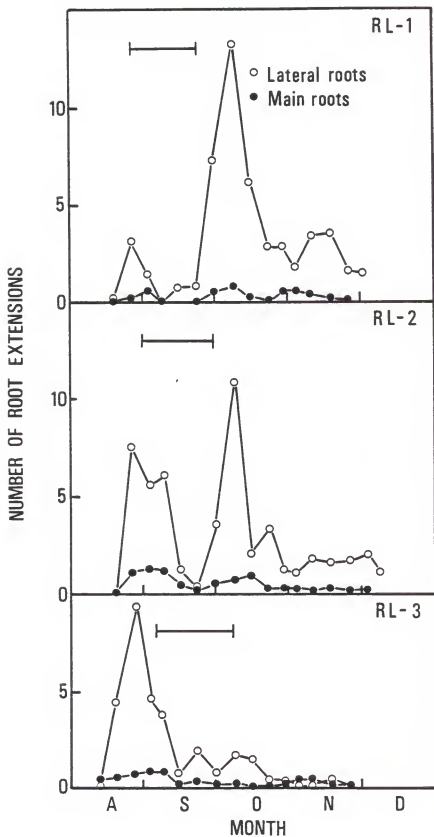 RL-1
Lateral roots
Main roots
10
5
0
RL-2
10
5
0
RL-3
5
0
NUMBER OF ROOT EXTENSIONS
A S O N D
MONTH